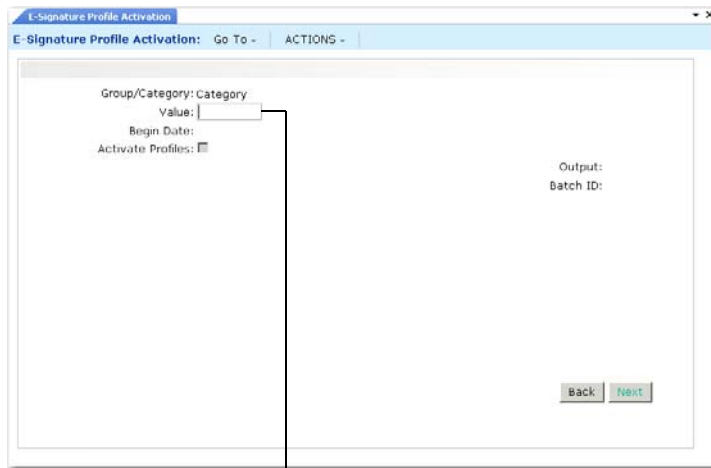 E-Signature Profile Activation
E-Signature Profile Activation: Go To ACTIONS
Group/Category: Category
Value:
Begin Date:
Activate Profiles:
Output:
Batch ID:
Back Next